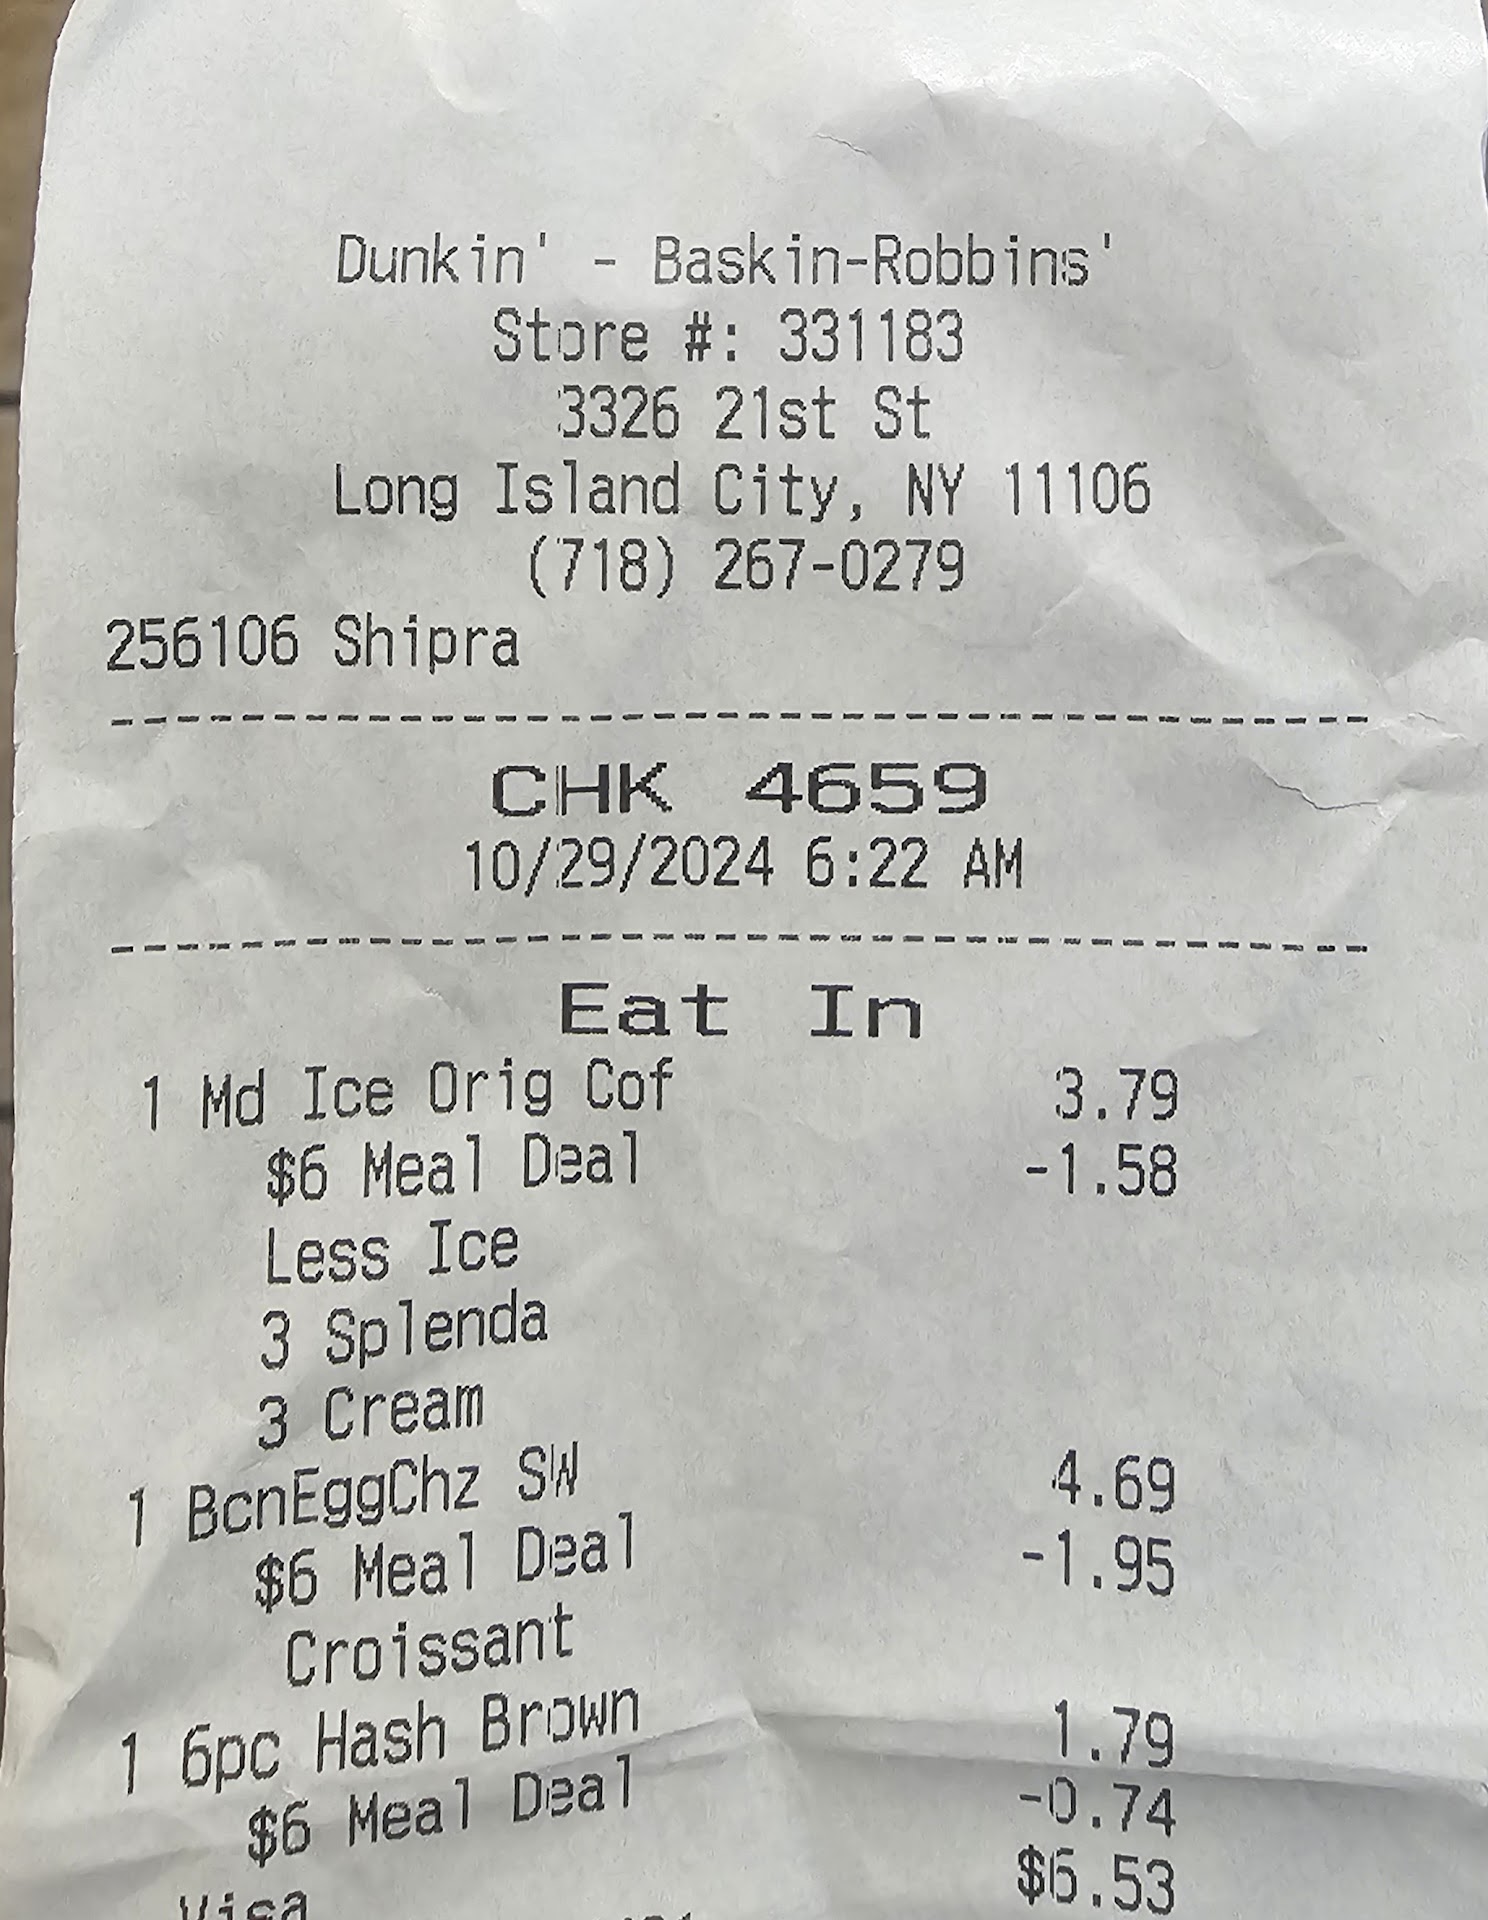 Dunkin' - Baskin-Robbins'
Store #: 331183
3326 21st St
Long Island City, NY 11106
(718) 267-0279
256106 Shipra
CHK 4659
10/29/2024 6:22 AM
Eat In
1 Md Ice Orig Cof 3.79
$6 Meal Deal -1.58
Less Ice
3 Splenda
3 Cream
1 BcnEggChz SW 4.69
$6 Meal Deal -1.95
Croissant
1 6pc Hash Brown 1.79
$6 Meal Deal -0.74
Visa $6.53